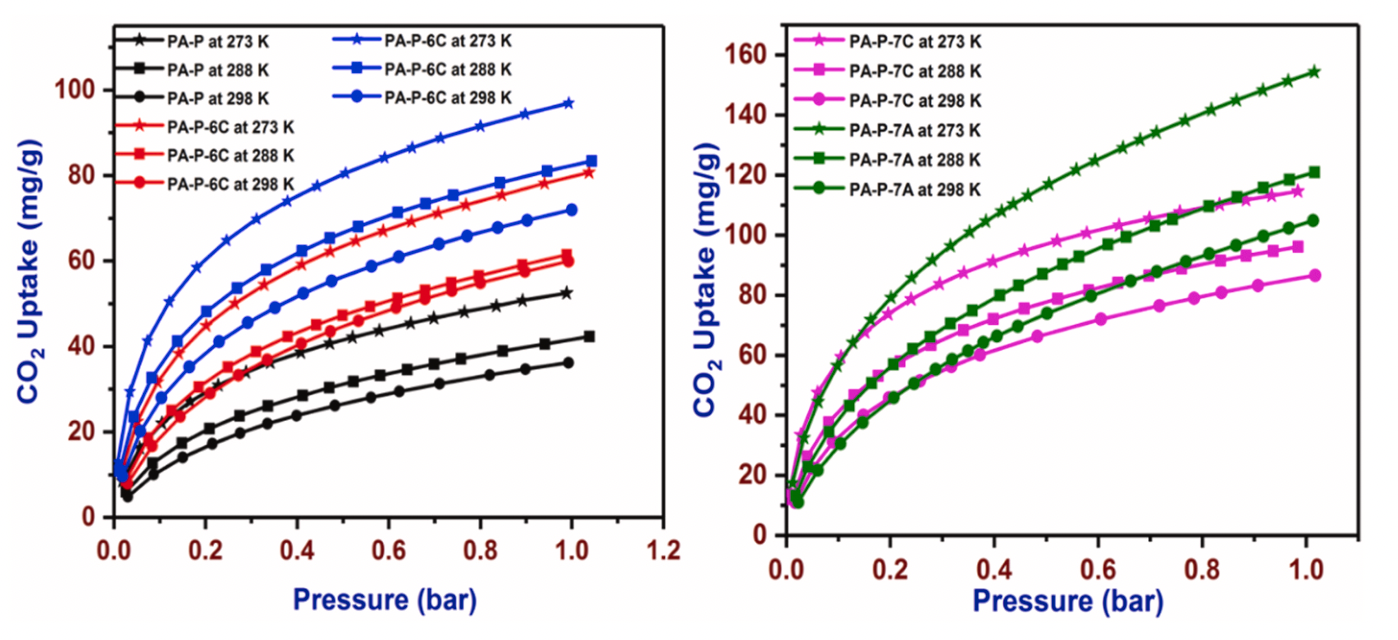 PA-P at 273 K
PA-P at 288 K
PA-P at 298 K
PA-P-6C at 273 K
PA-P-6C at 288 K
PA-P-6C at 298 K
PA-P-6C at 273 K
PA-P-6C at 288 K
PA-P-6C at 298 K
100
80
60
40
20
0
0.0 0.2 0.4 0.6 0.8 1.0 1.2
CO2 Uptake (mg/g)
Pressure (bar)
PA-P-7C at 273 K
PA-P-7C at 288 K
PA-P-7C at 298 K
PA-P-7A at 273 K
PA-P-7A at 288 K
PA-P-7A at 298 K
160
140
120
100
80
60
40
20
0
0.0 0.2 0.4 0.6 0.8 1.0
CO2 Uptake (mg/g)
Pressure (bar)